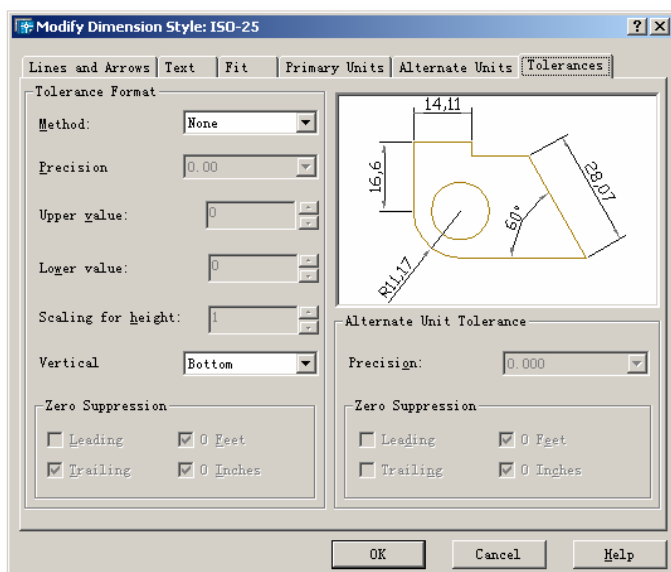 Modify Dimension Style: ISO-25
Lines and Arrows
Text
Fit
Primary Units
Alternate Units
Tolerances
Tolerance Format
Method:
None
Precision
0.00
Upper value:
0
Lower value:
0
Scaling for height:
1
Vertical
Bottom
Zero Suppression
Leading
0 Feet
Trailing
0 Inches
14,11
16,6
28,07
60°
R11,17
Alternate Unit Tolerance
Precision:
0.000
Zero Suppression
Leading
0 Feet
Trailing
0 Inches
OK
Cancel
Help